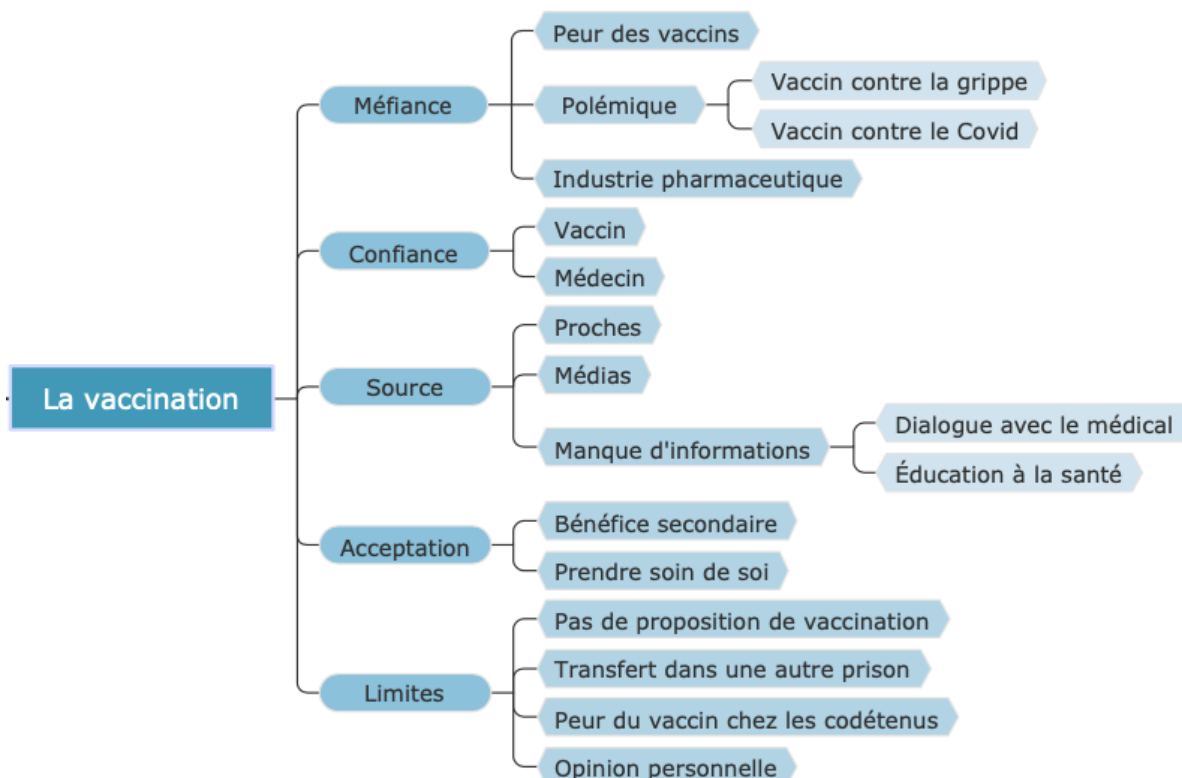 La vaccination
Méfiance
Peur des vaccins
Polémique
Vaccin contre la grippe
Vaccin contre le Covid
Industrie pharmaceutique
Confiance
Vaccin
Médecin
Source
Proches
Médias
Manque d'informations
Dialogue avec le médical
Éducation à la santé
Acceptation
Bénéfice secondaire
Prendre soin de soi
Limites
Pas de proposition de vaccination
Transfert dans une autre prison
Peur du vaccin chez les codétenus
Opinion personnelle